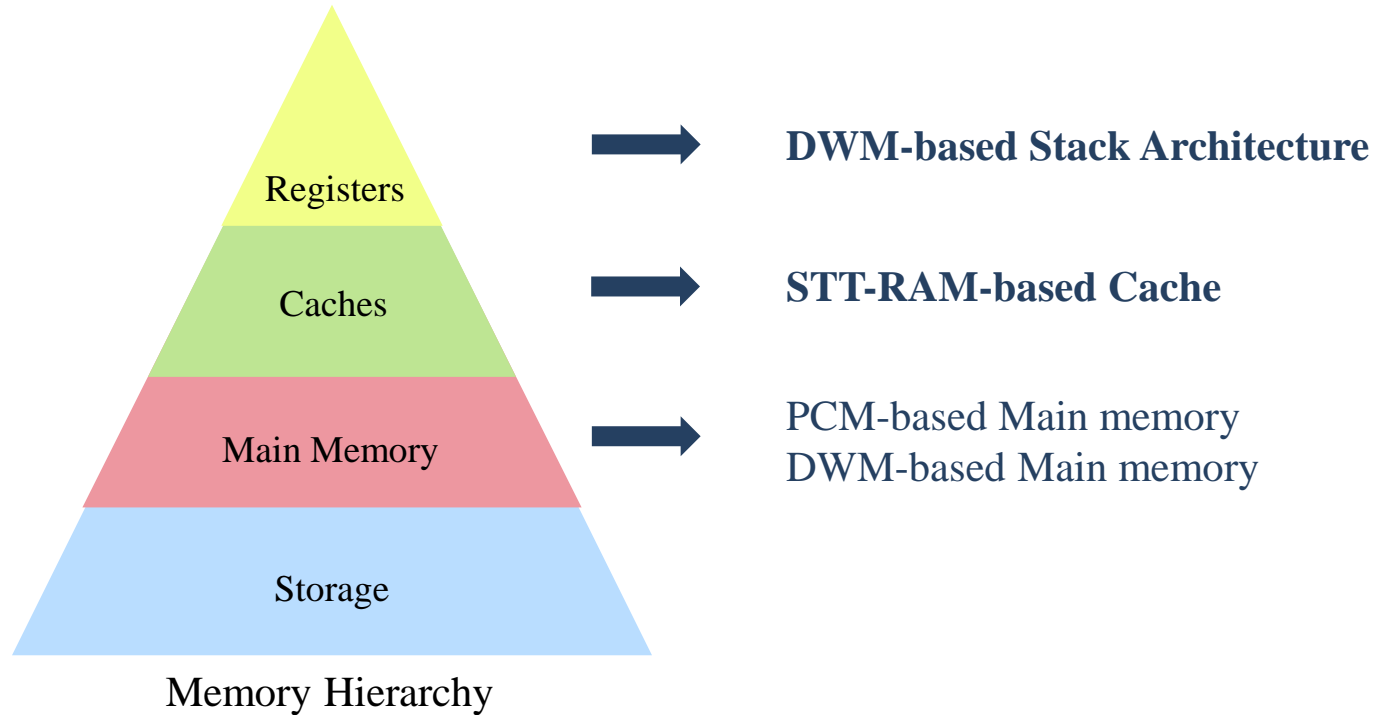 Registers
DWM-based Stack Architecture
Caches
STT-RAM-based Cache
Main Memory
PCM-based Main memory
DWM-based Main memory
Storage
Memory Hierarchy